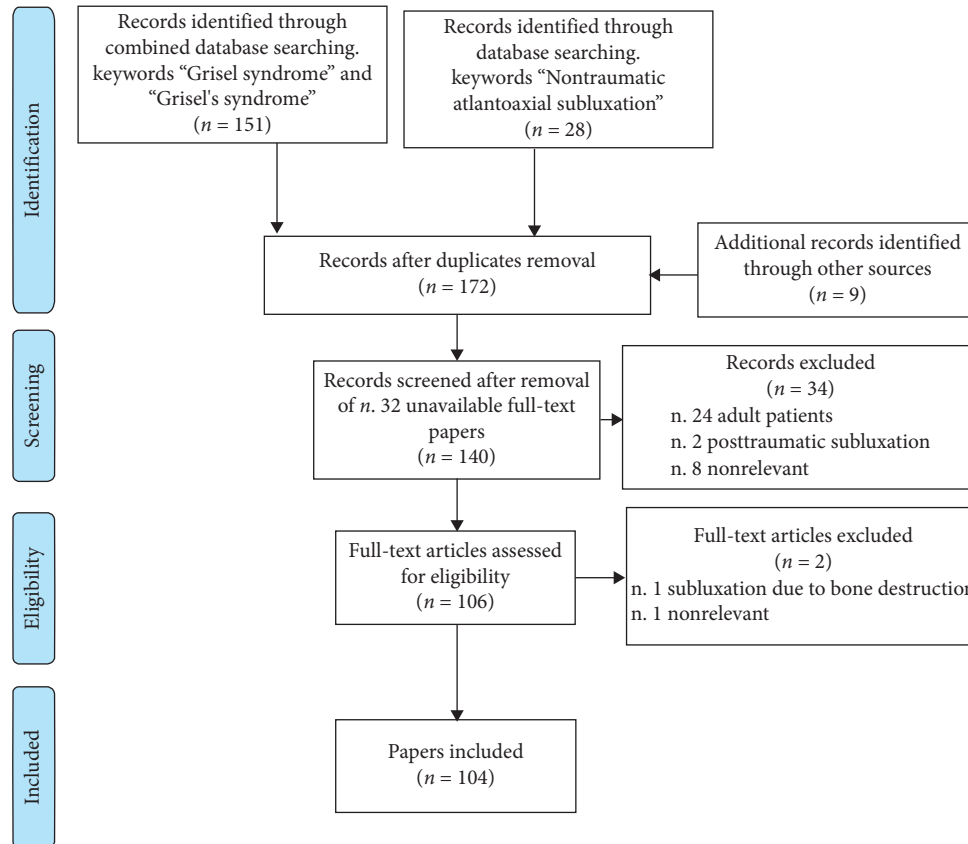 Identification
Records identified through
combined database searching.
keywords “Grisel syndrome” and
“Grisel's syndrome”
(n = 151)
Records identified through
database searching.
keywords “Nontraumatic
atlantoaxial subluxation”
(n = 28)
Records after duplicates removal
(n = 172)
Additional records identified
through other sources
(n = 9)
Screening
Records screened after removal
of n. 32 unavailable full-text
papers
(n = 140)
Records excluded
(n = 34)
n. 24 adult patients
n. 2 posttraumatic subluxation
n. 8 nonrelevant
Eligibility
Full-text articles assessed
for eligibility
(n = 106)
Full-text articles excluded
(n = 2)
n. 1 subluxation due to bone destruction
n. 1 nonrelevant
Included
Papers included
(n = 104)